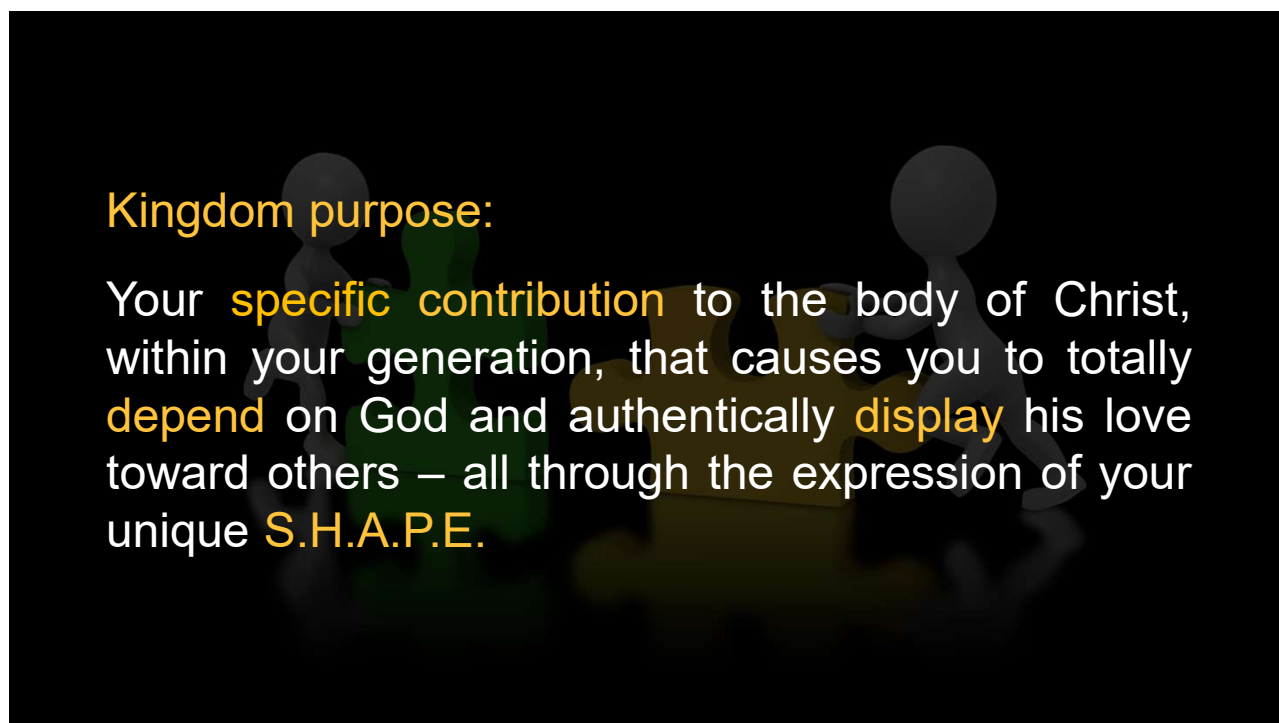 Kingdom purpose:
Your specific contribution to the body of Christ,
within your generation, that causes you to totally
depend on God and authentically display his love
toward others – all through the expression of your
unique S.H.A.P.E.